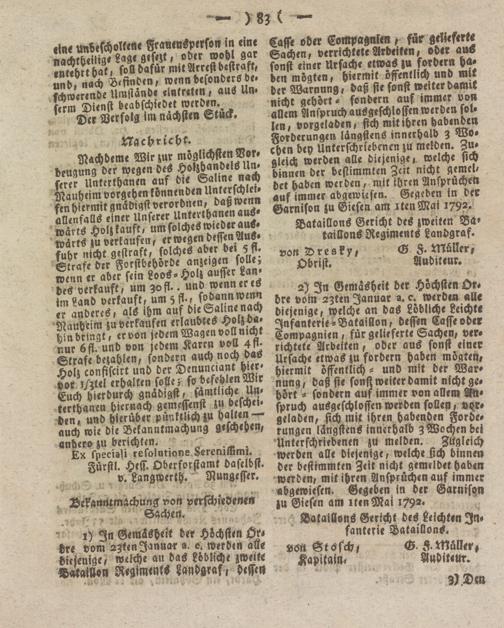 — )83( —
eine unbescholtene Frauensperson in eine
nachtheilige Lage gesezt, oder wohl gar
entehrt hat, soll dafür mit Arrest bestraft,
und, nach Befinden, wenn besonders be-
schwerende Umstände eintreten, aus Un-
serm Dienst beabschiedet werden.
Der Verfolg im nächsten Stück.
Nachricht.
Nachdeme Wir zur möglichsten Vor-
beugung der wegen des Holzhandels Un-
serer Unterthanen auf die Saline nach
Nauheim vorgehen könnenden Unterschlei-
fen hiermit gnädigst verordnen, daß wenn
allenfalls einer Unserer Unterthanen aus-
wärts Holz kauft, um solches wieder aus-
wärts zu verkaufen, er wegen dessen Aus-
fuhr nicht gestraft, solches aber bei 5 fl.
Strafe der Forstbehörde anzeigen solle;
wenn er aber sein Loos-Holz ausser Lan-
des verkauft, um 30 fl. . und wenn er es
im Land verkauft, um 5 fl., sodann wenn
er anderes, als ihm auf die Saline nach
Nauheim zu verkaufen erlaubtes Holz da-
hin bringt, er von jedem Wagen voll nicht
nur 6 fl. und von jedem Karn voll 4 fl.
Strafe bezahlen, sondern auch noch das
Holz confiscirt und der Denunciant hier-
von 1/3tel erhalten solle; so befehlen Wir
Euch hierdurch gnädigst, sämtliche Un-
terthanen hiernach gemessenst zu beschei-
den, und hierüber pünktlich zu halten —
auch wie die Bekanntmachung geschehen,
anhero zu berichten.
Ex speciali resolutione Serenissimi.
Fürstl. Hess. Oberforstamt daselbst.
v. Langwerth. Nungesser.
Bekanntmachung von verschiedenen
Sachen.
1) In Gemäsheit der Höchsten Or-
dre vom 23ten Januar a. c. werden alle
diejenige, welche an das Löbliche zweite
Bataillon Regiments Landgraf, dessen
Casse oder Compagnien, für gelieferte
Sachen, verrichtete Arbeiten, oder aus
sonst einer Ursache etwas zu fordern ha-
ben mögten, hiermit öffentlich und mit
der Warnung, daß sie sonst weiter damit
nicht gehört- sondern auf immer von
allem Anspruch ausgeschlossen werden sol-
len, vorgeladen, sich mit ihren habenden
Forderungen längstens innerhalb 3 Wo-
chen bey Unterschriebenen zu melden. Zu-
gleich werden alle diejenige, welche sich
binnen der bestimmten Zeit nicht gemel-
det haben werden, mit ihren Ansprüchen
auf immer abgewiesen. Gegeben in der
Garnison zu Giesen am 1ten Mai 1792.
Bataillons Gericht des zweiten Ba-
taillons Regiments Landgraf.
von Dresky, G. F. Müller,
Obrist. Auditeur.
2) In Gemäsheit der Höchsten Or-
dre vom 23ten Januar a. c. werden alle
diejenige, welche an das Löbliche Leichte
Infanterie-Bataillon, dessen Casse oder
Compagnien, für gelieferte Sachen, ver-
richtete Arbeiten, oder aus sonst einer
Ursache etwas zu fordern haben mögten,
hiermit öffentlich- und mit der War-
nung, daß sie sonst weiter damit nicht ge-
hört- sondern auf immer von allem An-
spruch ausgeschlossen werden sollen, vor-
geladen, sich mit ihren habenden Forde-
rungen längstens innerhalb 3 Wochen bei
Unterschriebenen zu melden. Zugleich
werden alle diejenige, welche sich binnen
der bestimmten Zeit nicht gemeldet haben
werden, mit ihren Ansprüchen auf immer
abgewiesen. Gegeben in der Garnison
zu Giesen am 1ten Mai 1792.
Bataillons Gericht des Leichten In-
fanterie Bataillons.
von Stosch, G. F. Müller,
Kapitain. Auditeur.
3) Den